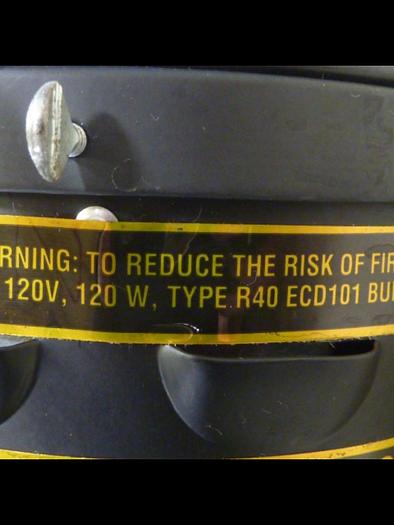 RNING: TO REDUCE THE RISK OF FIR
120V, 120 W, TYPE R40 ECD101 BU